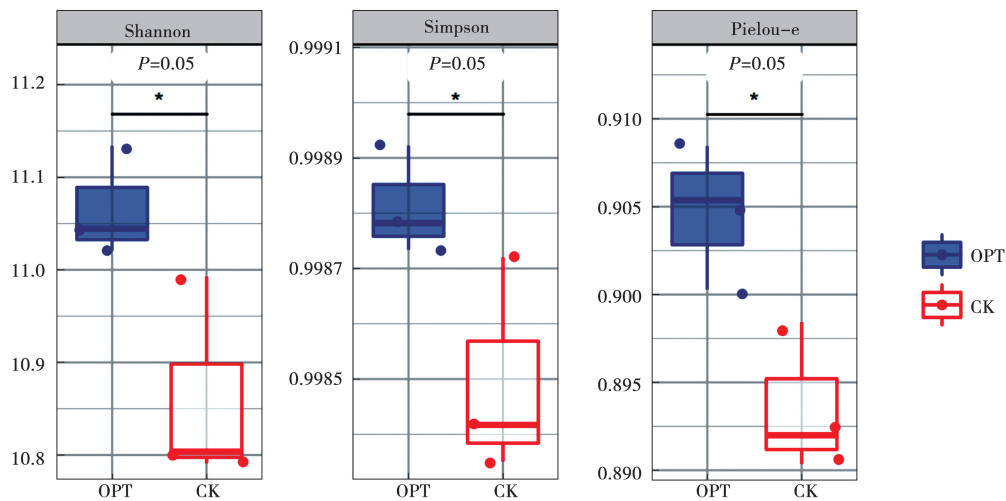 Shannon
P=0.05
*
11.2
11.1
11.0
10.9
10.8
OPT
CK
Simpson
P=0.05
*
0.9991
0.9989
0.9987
0.9985
OPT
CK
Pielou-e
P=0.05
*
0.910
0.905
0.900
0.895
0.890
OPT
CK
OPT
CK